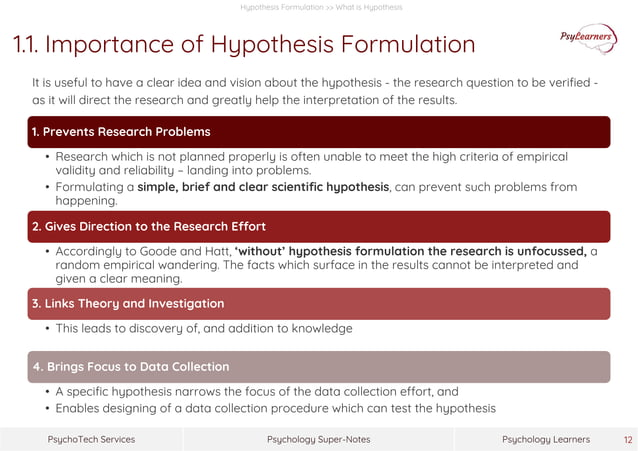 Hypothesis Formulation >> What is Hypothesis
1.1. Importance of Hypothesis Formulation
PsyLearners
It is useful to have a clear idea and vision about the hypothesis - the research question to be verified -
as it will direct the research and greatly help the interpretation of the results.
1. Prevents Research Problems
• Research which is not planned properly is often unable to meet the high criteria of empirical
validity and reliability – landing into problems.
• Formulating a simple, brief and clear scientific hypothesis, can prevent such problems from
happening.
2. Gives Direction to the Research Effort
• Accordingly to Goode and Hatt, ‘without’ hypothesis formulation the research is unfocussed, a
random empirical wandering. The facts which surface in the results cannot be interpreted and
given a clear meaning.
3. Links Theory and Investigation
• This leads to discovery of, and addition to knowledge
4. Brings Focus to Data Collection
• A specific hypothesis narrows the focus of the data collection effort, and
• Enables designing of a data collection procedure which can test the hypothesis
PsychoTech Services
Psychology Super-Notes
Psychology Learners
12